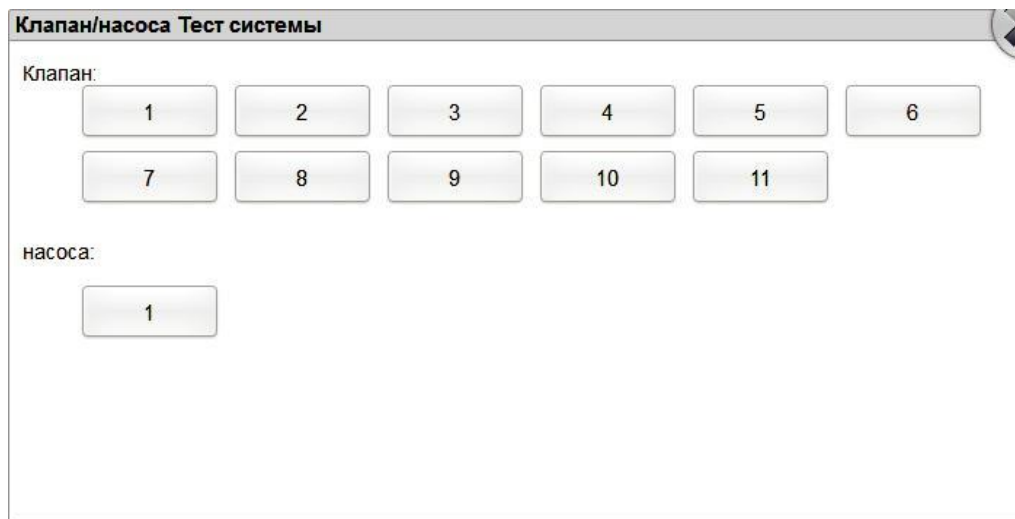 Клапан/насоса Тест системы
Клапан:
1 2 3 4 5 6
7 8 9 10 11
насоса:
1